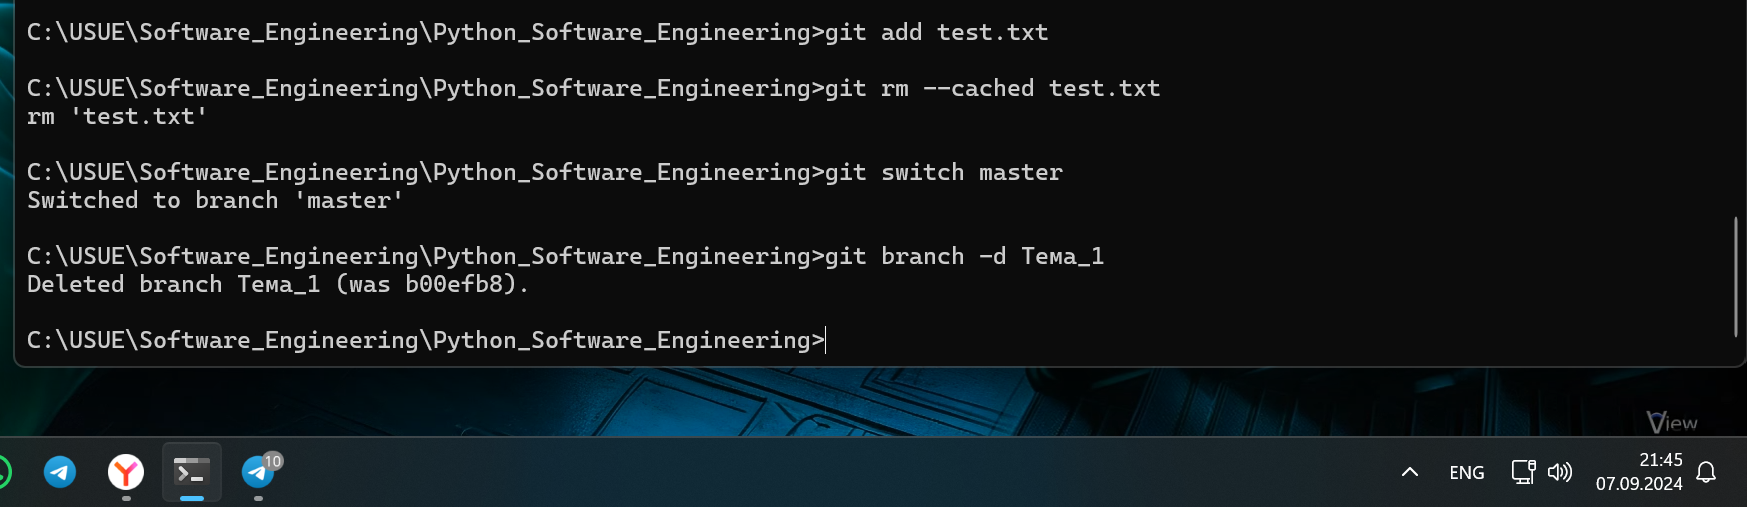 C:\USUE\Software_Engineering\Python_Software_Engineering>git add test.txt
C:\USUE\Software_Engineering\Python_Software_Engineering>git rm --cached test.txt
rm 'test.txt'
C:\USUE\Software_Engineering\Python_Software_Engineering>git switch master
Switched to branch 'master'
C:\USUE\Software_Engineering\Python_Software_Engineering>git branch -d Тема_1
Deleted branch Тема_1 (was b00efb8).
C:\USUE\Software_Engineering\Python_Software_Engineering>
View
10
ENG
21:45
07.09.2024